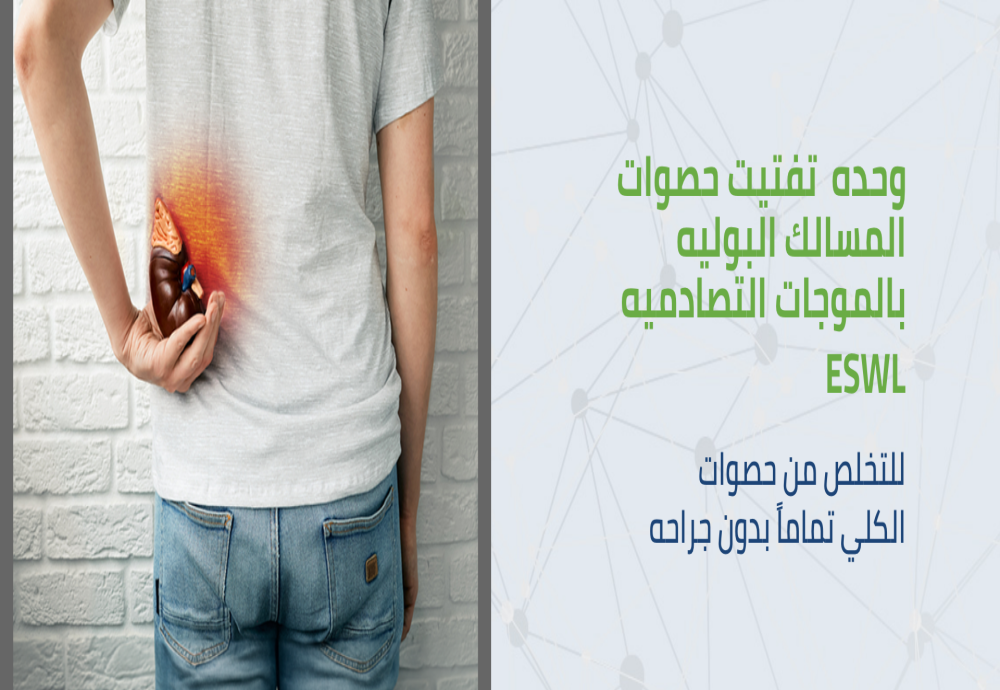 وحده تفتيت حصوات
المسالك البوليه
بالموجات التصادميه
ESWL
للتخلص من حصوات
الكلي تماماً بدون جراحه